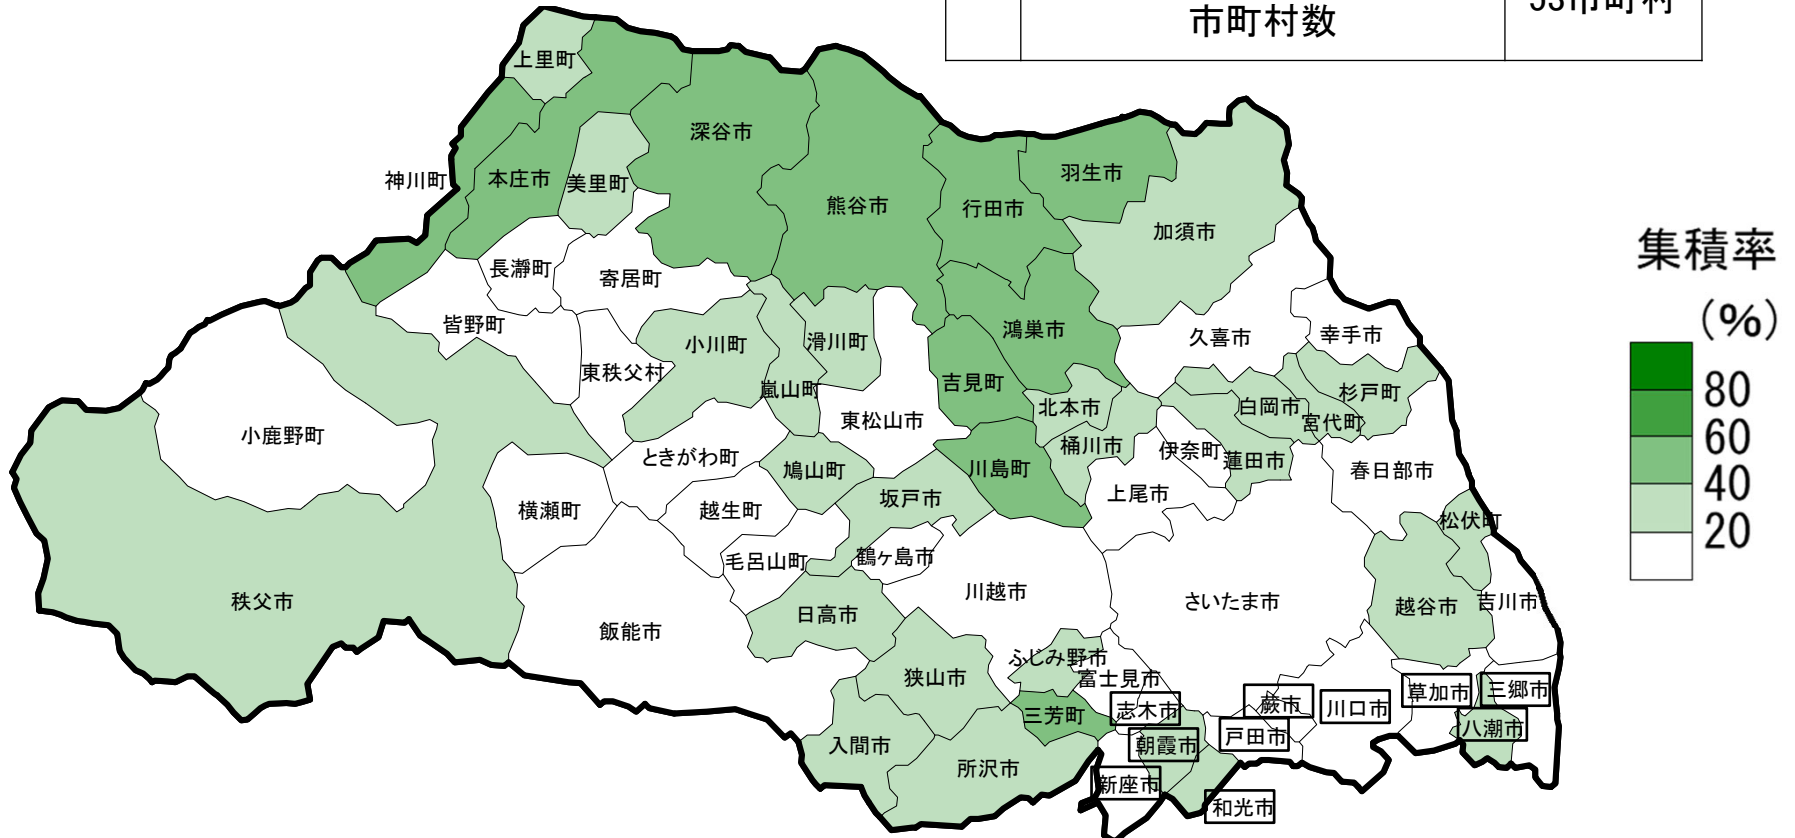 市町村数
53市町村
上里町
深谷市
神川町
本庄市
美里町
熊谷市
行田市
羽生市
加須市
長瀞町
寄居町
皆野町
東秩父村
小川町
嵐山町
滑川町
鴻巣市
吉見町
久喜市
幸手市
小鹿野町
東松山市
北本市
桶川市
白岡市
杉戸町
宮代町
ときがわ町
鳩山町
川島町
伊奈町
蓮田市
春日部市
横瀬町
越生町
坂戸市
上尾市
松伏町
毛呂山町
鶴ヶ島市
秩父市
飯能市
日高市
川越市
さいたま市
越谷市
吉川市
狭山市
ふじみ野市
富士見市
三芳町
志木市
蕨市
川口市
草加市
三郷市
入間市
所沢市
朝霞市
戸田市
八潮市
新座市
和光市
集積率
(%)
80
60
40
20